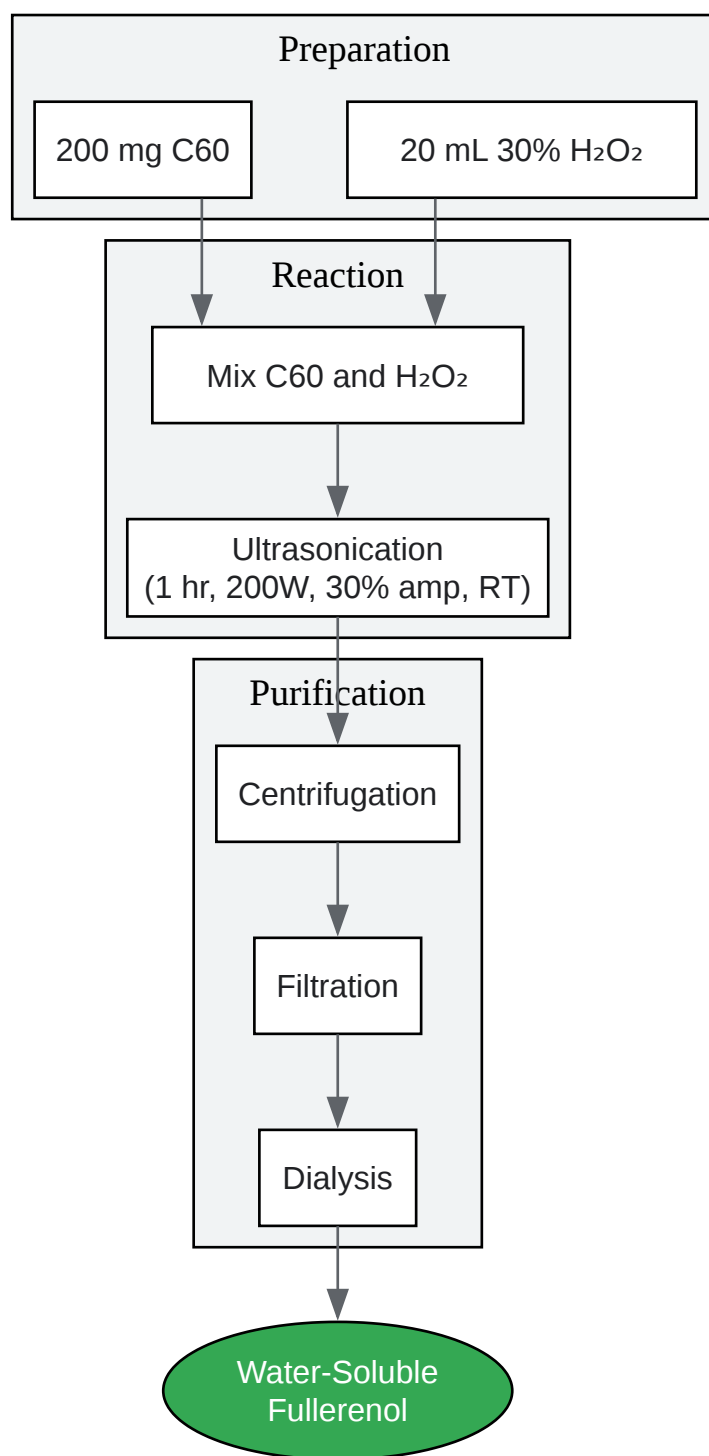 Preparation
200 mg C60
20 mL 30% H₂O₂
Reaction
Mix C60 and H₂O₂
Ultrasonication
(1 hr, 200W, 30% amp, RT)
Purification
Centrifugation
Filtration
Dialysis
Water-Soluble
Fullerenol